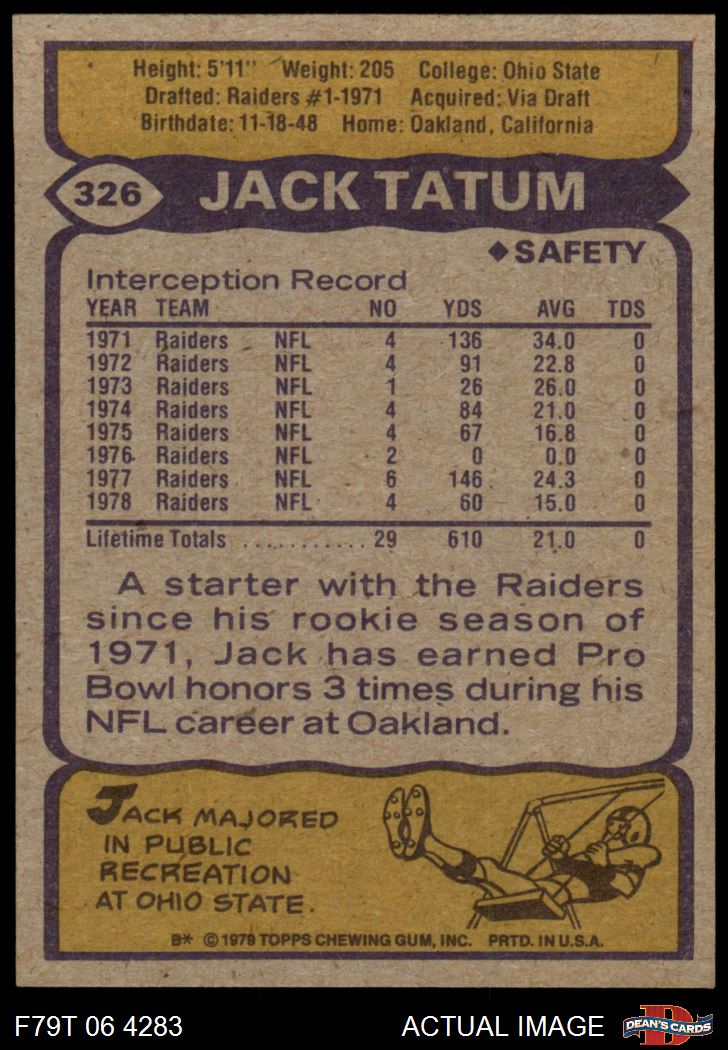 Height: 5'11" Weight: 205 College: Ohio State
Drafted: Raiders #1-1971 Acquired: Via Draft
Birthdate: 11-18-48 Home: Oakland, California
326 JACK TATUM
◆SAFETY
Interception Record
YEAR TEAM NO YDS AVG TDS
1971 Raiders NFL 4 136 34.0 0
1972 Raiders NFL 4 91 22.8 0
1973 Raiders NFL 1 26 26.0 0
1974 Raiders NFL 4 84 21.0 0
1975 Raiders NFL 4 67 16.8 0
1976 Raiders NFL 2 0 0.0 0
1977 Raiders NFL 6 146 24.3 0
1978 Raiders NFL 4 60 15.0 0
Lifetime Totals ........... 29 610 21.0 0
A starter with the Raiders
since his rookie season of
1971, Jack has earned Pro
Bowl honors 3 times during his
NFL career at Oakland.
JACK MAJORED
IN PUBLIC
RECREATION
AT OHIO STATE.
B* © 1979 TOPPS CHEWING GUM, INC. PRTD. IN U.S.A.
F79T 06 4283 ACTUAL IMAGE D DEAN'S CARDS